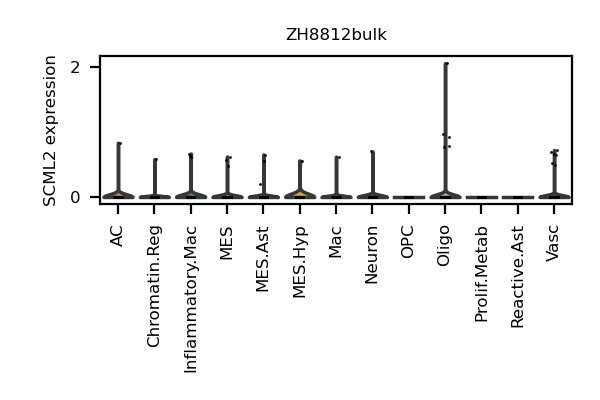 ZH8812bulk
SCML2 expression
2
0
AC
Chromatin.Reg
Inflammatory.Mac
MES
MES.Ast
MES.Hyp
Mac
Neuron
OPC
Oligo
Prolif.Metab
Reactive.Ast
Vasc